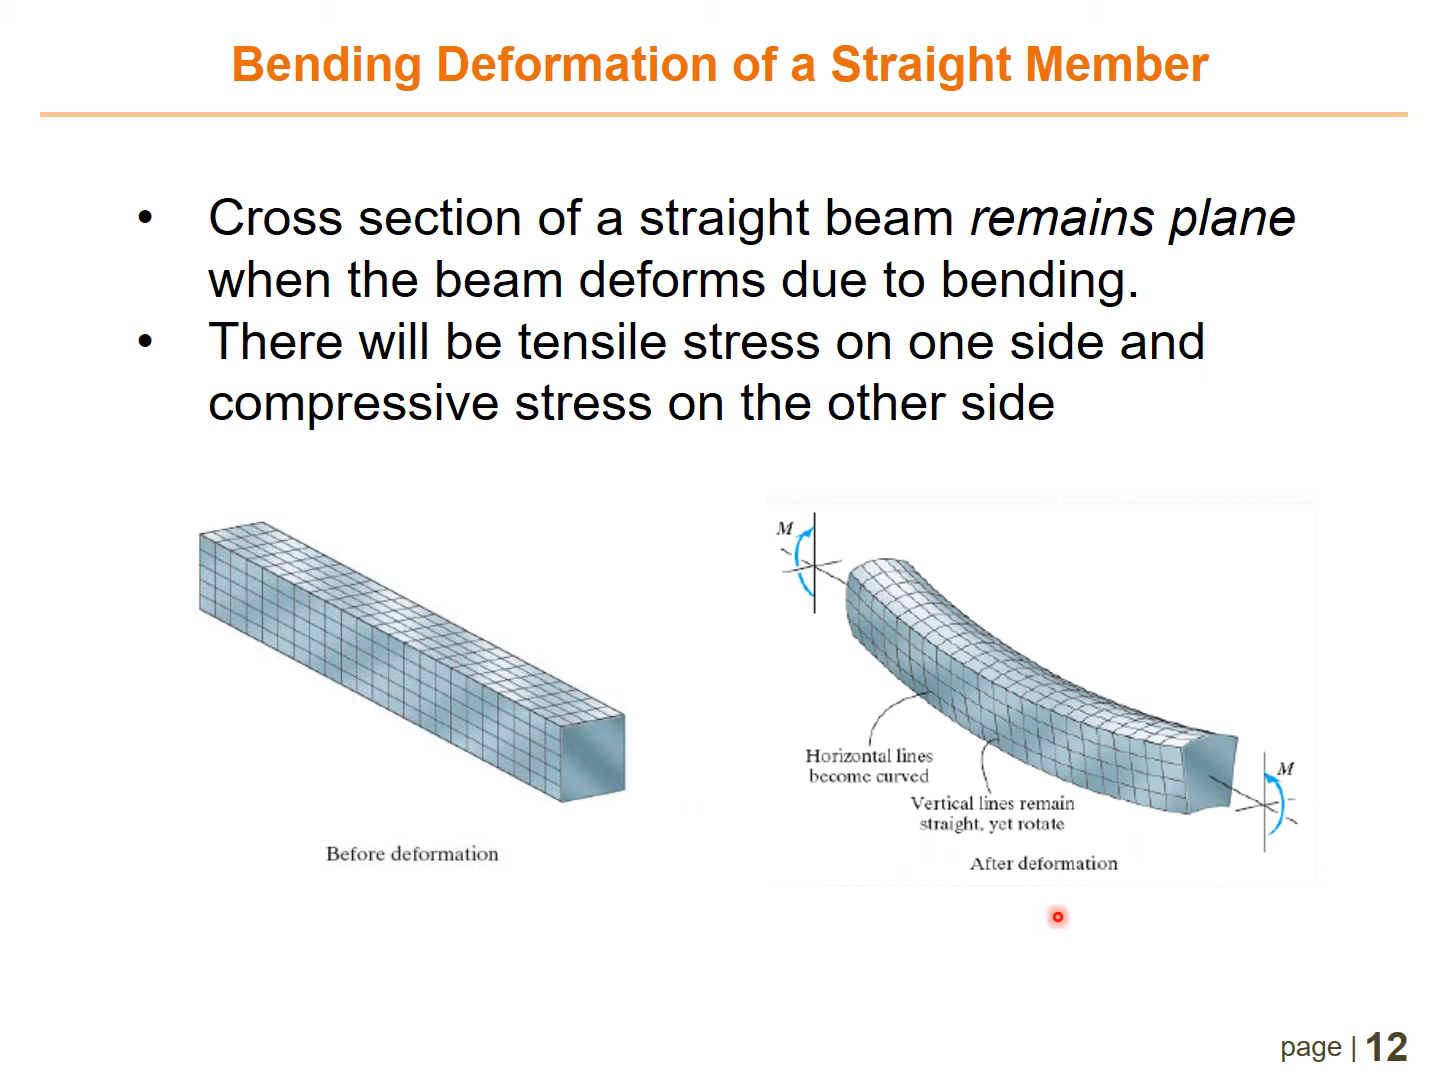 Bending Deformation of a Straight Member
• Cross section of a straight beam remains plane
when the beam deforms due to bending.
• There will be tensile stress on one side and
compressive stress on the other side
M
Horizontal lines
become curved
M
Vertical lines remain
straight, yet rotate
Before deformation
After deformation
page | 12